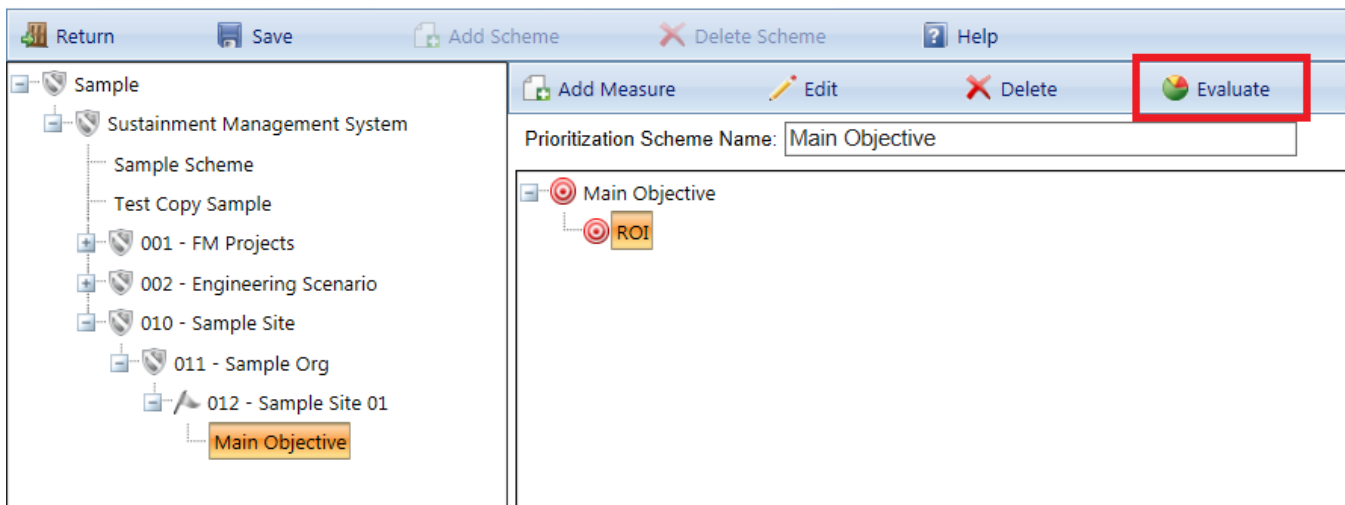 Return Save Add Scheme Delete Scheme Help
Sample
Sustainment Management System
Sample Scheme
Test Copy Sample
001 - FM Projects
002 - Engineering Scenario
010 - Sample Site
011 - Sample Org
012 - Sample Site 01
Main Objective
Add Measure Edit Delete Evaluate
Prioritization Scheme Name: Main Objective
Main Objective
ROI